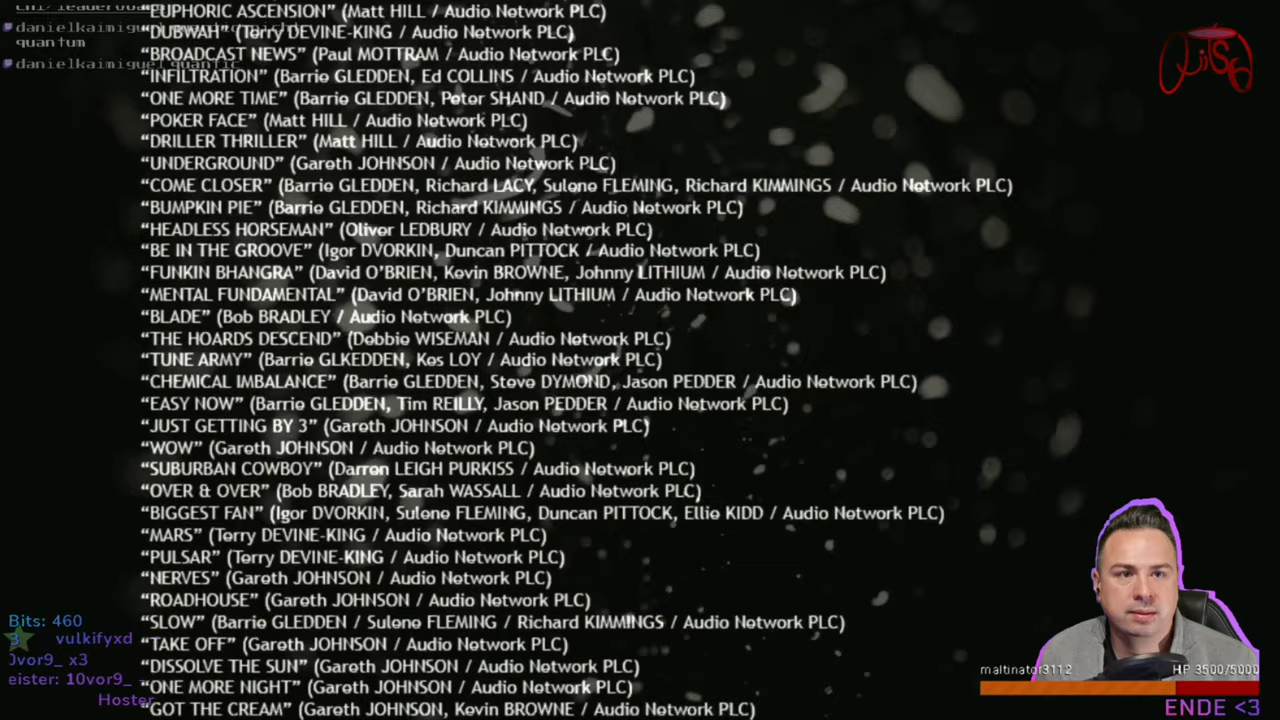 danielkaimiguel
quantum
danielkaimiguel quantic
“EUPHORIC ASCENSION” (Matt HILL / Audio Network PLC)
“DUBWAH” (Terry DEVINE-KING / Audio Network PLC)
“BROADCAST NEWS” (Paul MOTTRAM / Audio Network PLC)
“INFILTRATION” (Barrie GLEDDEN, Ed COLLINS / Audio Network PLC)
“ONE MORE TIME” (Barrie GLEDDEN, Peter SHAND / Audio Network PLC)
“POKER FACE” (Matt HILL / Audio Network PLC)
“DRILLER THRILLER” (Matt HILL / Audio Network PLC)
“UNDERGROUND” (Gareth JOHNSON / Audio Network PLC)
“COME CLOSER” (Barrie GLEDDEN, Richard LACY, Sulene FLEMING, Richard KIMMINGS / Audio Network PLC)
“BUMPKIN PIE” (Barrie GLEDDEN, Richard KIMMINGS / Audio Network PLC)
“HEADLESS HORSEMAN” (Oliver LEDBURY / Audio Network PLC)
“BE IN THE GROOVE” (Igor DVORKIN, Duncan PITTOCK / Audio Network PLC)
“FUNKIN BHANGRA” (David O’BRIEN, Kevin BROWNE, Johnny LITHIUM / Audio Network PLC)
“MENTAL FUNDAMENTAL” (David O’BRIEN, Johnny LITHIUM / Audio Network PLC)
“BLADE” (Bob BRADLEY / Audio Network PLC)
“THE HOARDS DESCEND” (Debbie WISEMAN / Audio Network PLC)
“TUNE ARMY” (Barrie GLKEDDEN, Kes LOY / Audio Network PLC)
“CHEMICAL IMBALANCE” (Barrie GLEDDEN, Steve DYMOND, Jason PEDDER / Audio Network PLC)
“EASY NOW” (Barrie GLEDDEN, Tim REILLY, Jason PEDDER / Audio Network PLC)
“JUST GETTING BY 3” (Gareth JOHNSON / Audio Network PLC)
“WOW” (Gareth JOHNSON / Audio Network PLC)
“SUBURBAN COWBOY” (Darren LEIGH PURKISS / Audio Network PLC)
“OVER & OVER” (Bob BRADLEY, Sarah WASSALL / Audio Network PLC)
“BIGGEST FAN” (Igor DVORKIN, Sulene FLEMING, Duncan PITTOCK, Ellie KIDD / Audio Network PLC)
“MARS” (Terry DEVINE-KING / Audio Network PLC)
“PULSAR” (Terry DEVINE-KING / Audio Network PLC)
“NERVES” (Gareth JOHNSON / Audio Network PLC)
“ROADHOUSE” (Gareth JOHNSON / Audio Network PLC)
“SLOW” (Barrie GLEDDEN / Sulene FLEMING / Richard KIMMINGS / Audio Network PLC)
“TAKE OFF” (Gareth JOHNSON / Audio Network PLC)
“DISSOLVE THE SUN” (Gareth JOHNSON / Audio Network PLC)
“ONE MORE NIGHT” (Gareth JOHNSON / Audio Network PLC)
“GOT THE CREAM” (Gareth JOHNSON, Kevin BROWNE / Audio Network PLC)
Bits: 460
3 vulkifyxd
0vor9_ x3
eister: 10vor9_
Hoster
maltinator3112 HP 3500/5000
ENDE <3